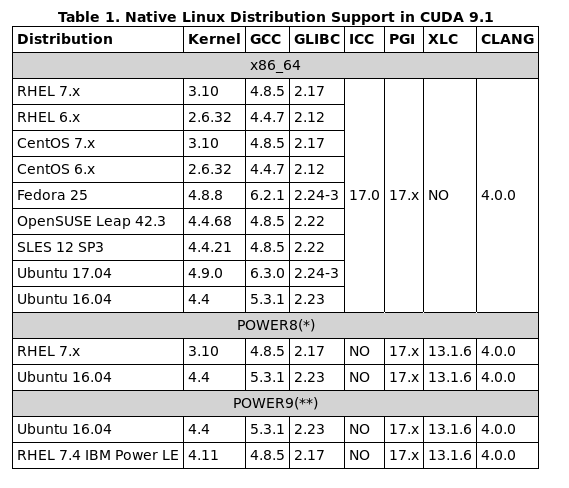 Table 1. Native Linux Distribution Support in CUDA 9.1
Distribution Kernel GCC GLIBC ICC PGI XLC CLANG
x86_64
RHEL 7.x 3.10 4.8.5 2.17
RHEL 6.x 2.6.32 4.4.7 2.12
CentOS 7.x 3.10 4.8.5 2.17
CentOS 6.x 2.6.32 4.4.7 2.12
Fedora 25 4.8.8 6.2.1 2.24-3 17.0 17.x NO 4.0.0
OpenSUSE Leap 42.3 4.4.68 4.8.5 2.22
SLES 12 SP3 4.4.21 4.8.5 2.22
Ubuntu 17.04 4.9.0 6.3.0 2.24-3
Ubuntu 16.04 4.4 5.3.1 2.23
POWER8(*)
RHEL 7.x 3.10 4.8.5 2.17 NO 17.x 13.1.6 4.0.0
Ubuntu 16.04 4.4 5.3.1 2.23 NO 17.x 13.1.6 4.0.0
POWER9(**)
Ubuntu 16.04 4.4 5.3.1 2.23 NO 17.x 13.1.6 4.0.0
RHEL 7.4 IBM Power LE 4.11 4.8.5 2.17 NO 17.x 13.1.6 4.0.0